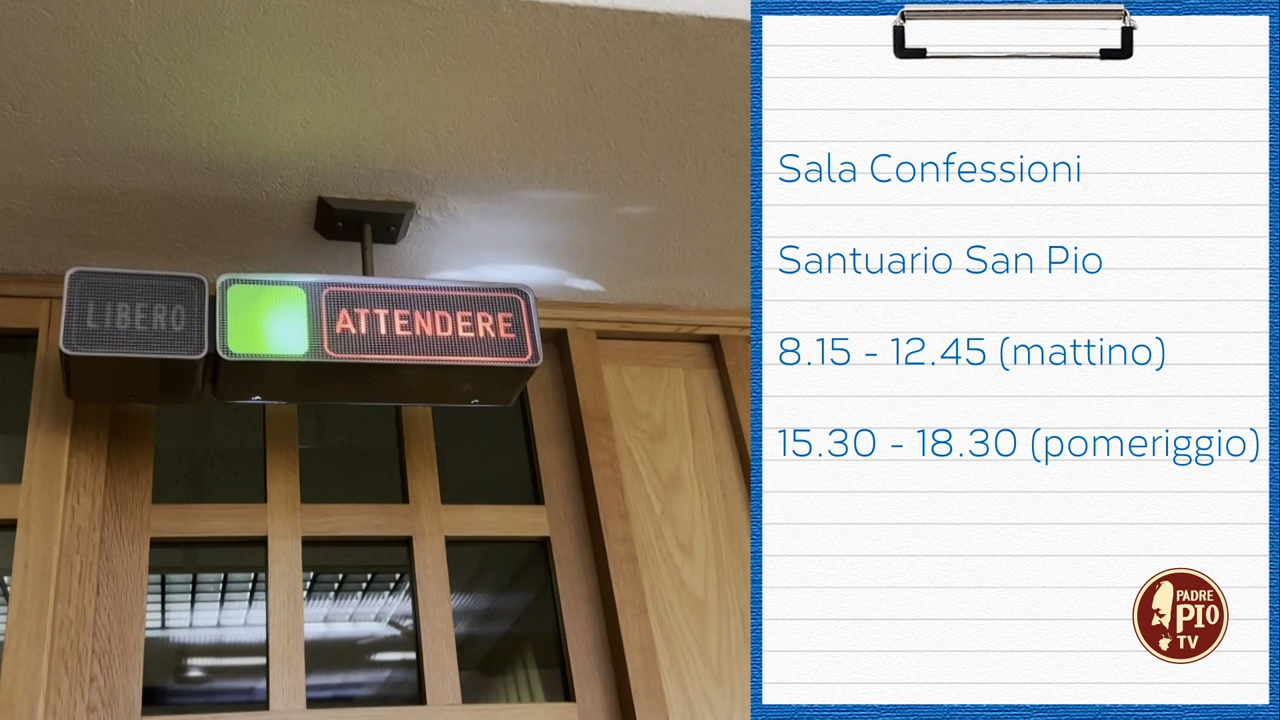 LIBERO
ATTENDERE
Sala Confessioni
Santuario San Pio
8.15 - 12.45 (mattino)
15.30 - 18.30 (pomeriggio)
PADRE
PIO
TV